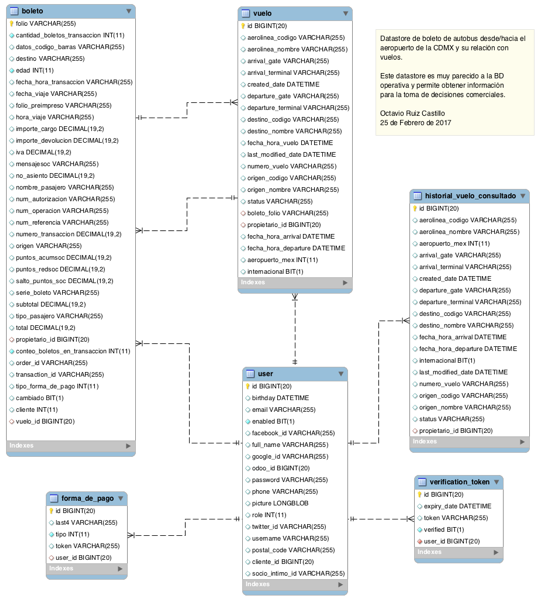 boleto
folio VARCHAR(255)
cantidad_boletos_transaccion INT(11)
datos_codigo_barras VARCHAR(255)
destino VARCHAR(255)
edad INT(11)
fecha_hora_transaccion VARCHAR(255)
fecha_viaje VARCHAR(255)
folio_preimpreso VARCHAR(255)
hora_viaje VARCHAR(255)
importe_cargo DECIMAL(19,2)
importe_devolucion DECIMAL(19,2)
iva DECIMAL(19,2)
mensajesoc VARCHAR(255)
no_asiento DECIMAL(19,2)
nombre_pasajero VARCHAR(255)
num_autorizacion VARCHAR(255)
num_operacion VARCHAR(255)
num_referencia VARCHAR(255)
numero_transaccion DECIMAL(19,2)
origen VARCHAR(255)
puntos_acumsoc DECIMAL(19,2)
puntos_redsoc DECIMAL(19,2)
salto_puntos_soc DECIMAL(19,2)
serie_boleto VARCHAR(255)
subtotal DECIMAL(19,2)
tipo_pasajero VARCHAR(255)
total DECIMAL(19,2)
propietario_id BIGINT(20)
conteo_boletos_en_transaccion INT(11)
order_id VARCHAR(255)
transaction_id VARCHAR(255)
tipo_forma_de_pago INT(11)
cambiado BIT(1)
cliente INT(11)
vuelo_id BIGINT(20)
Indexes
vuelo
id BIGINT(20)
aerolinea_codigo VARCHAR(255)
aerolinea_nombre VARCHAR(255)
arrival_gate VARCHAR(255)
arrival_terminal VARCHAR(255)
created_date DATETIME
departure_gate VARCHAR(255)
departure_terminal VARCHAR(255)
destino_codigo VARCHAR(255)
destino_nombre VARCHAR(255)
fecha_hora_vuelo DATETIME
last_modified_date DATETIME
numero_vuelo VARCHAR(255)
origen_codigo VARCHAR(255)
origen_nombre VARCHAR(255)
status VARCHAR(255)
boleto_folio VARCHAR(255)
propietario_id BIGINT(20)
fecha_hora_arrival DATETIME
fecha_hora_departure DATETIME
aeropuerto_mex INT(11)
internacional BIT(1)
Indexes
Datastore de boleto de autobus desde/hacia el
aeropuerto de la CDMX y su relación con
vuelos.
Este datastore es muy parecido a la BD
operativa y permite obtener información
para la toma de decisiones comerciales.
Octavio Ruiz Castillo
25 de Febrero de 2017
historial_vuelo_consultado
id BIGINT(20)
aerolinea_codigo VARCHAR(255)
aerolinea_nombre VARCHAR(255)
aeropuerto_mex INT(11)
arrival_gate VARCHAR(255)
arrival_terminal VARCHAR(255)
created_date DATETIME
departure_gate VARCHAR(255)
departure_terminal VARCHAR(255)
destino_codigo VARCHAR(255)
destino_nombre VARCHAR(255)
fecha_hora_arrival DATETIME
fecha_hora_departure DATETIME
internacional BIT(1)
last_modified_date DATETIME
numero_vuelo VARCHAR(255)
origen_codigo VARCHAR(255)
origen_nombre VARCHAR(255)
status VARCHAR(255)
propietario_id BIGINT(20)
Indexes
user
id BIGINT(20)
birthday DATETIME
email VARCHAR(255)
enabled BIT(1)
facebook_id VARCHAR(255)
full_name VARCHAR(255)
google_id VARCHAR(255)
odoo_id BIGINT(20)
password VARCHAR(255)
phone VARCHAR(255)
picture LONGBLOB
role INT(11)
twitter_id VARCHAR(255)
username VARCHAR(255)
postal_code VARCHAR(255)
cliente_id BIGINT(20)
socio_intimo_id VARCHAR(255)
Indexes
forma_de_pago
id BIGINT(20)
last4 VARCHAR(255)
tipo INT(11)
token VARCHAR(255)
user_id BIGINT(20)
Indexes
verification_token
id BIGINT(20)
expiry_date DATETIME
token VARCHAR(255)
verified BIT(1)
user_id BIGINT(20)
Indexes